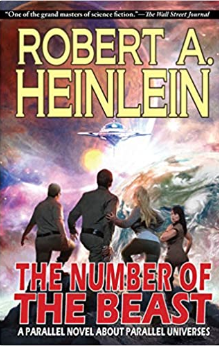 "One of the grand masters of science fiction."—The Wall Street Journal
ROBERT A.
HEINLEIN
THE NUMBER OF
THE BEAST
A PARALLEL NOVEL ABOUT PARALLEL UNIVERSES